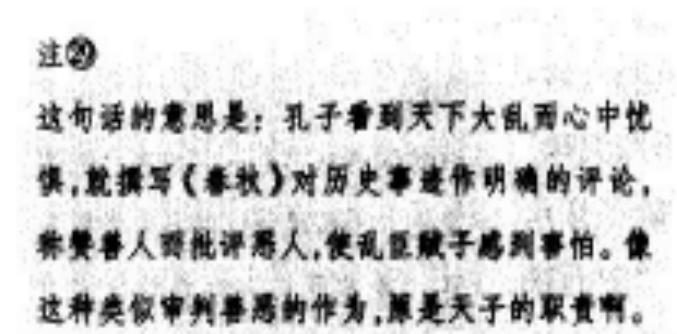 注㉙
这句话的意思是：孔子看到天下大乱而心中忧
惧，就撰写《春秋》对历史事迹作明确的评论，
称赞善人而批评恶人，使乱臣贼子感到害怕。像
这种类似审判善恶的作为，原是天子的职责啊。